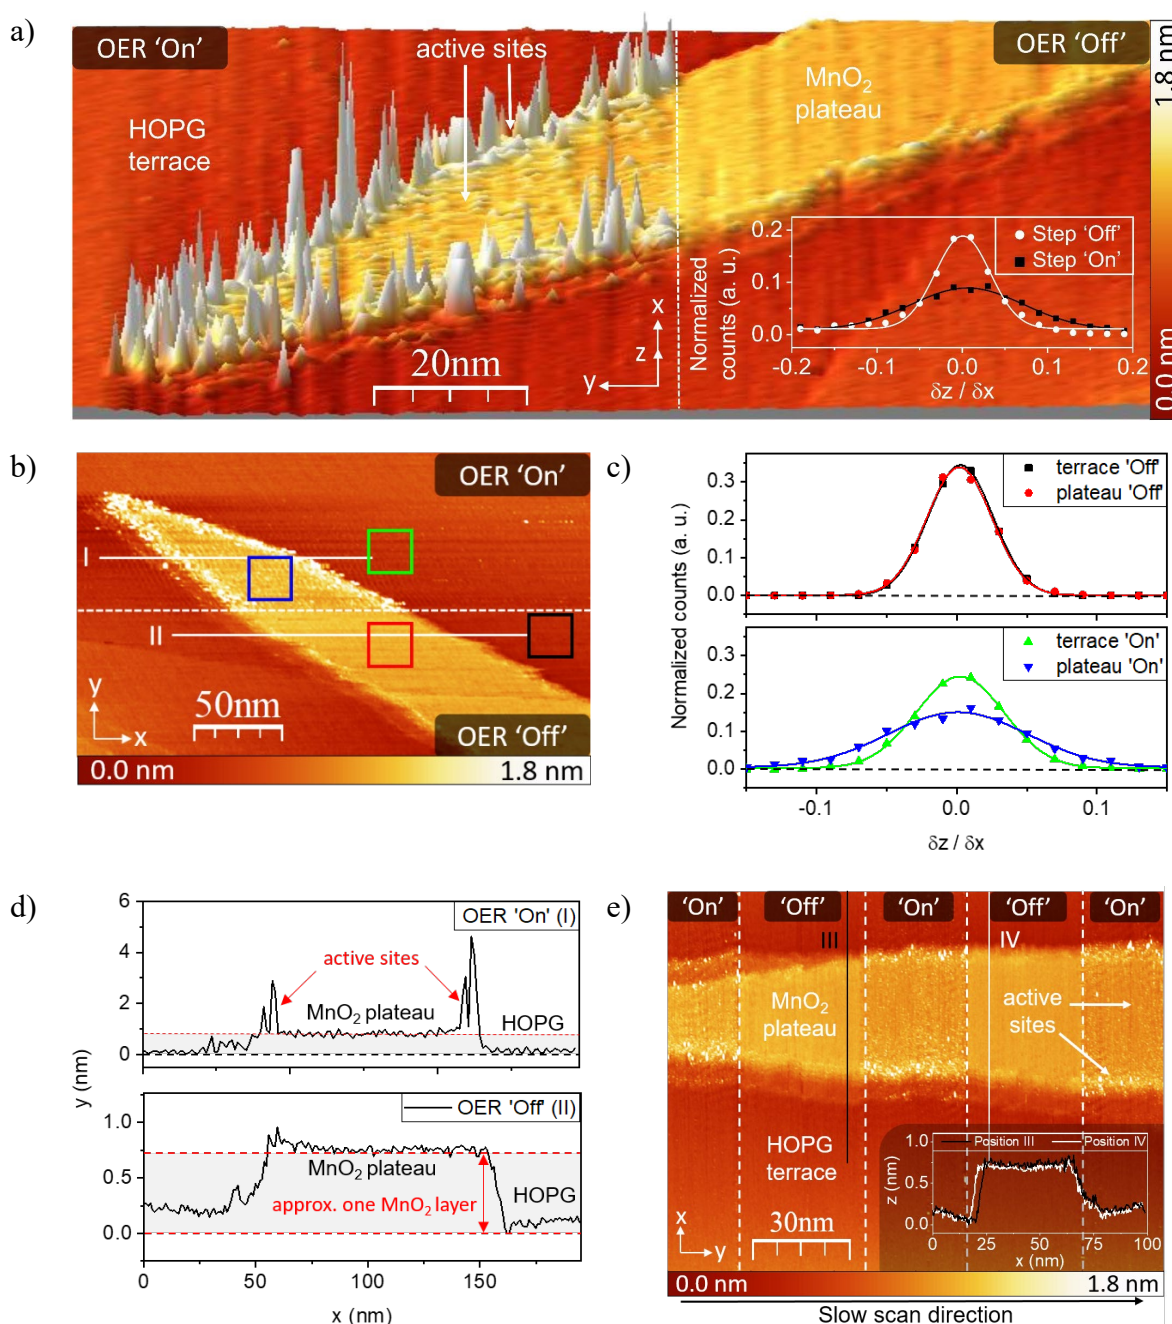 a)
OER 'On'
active sites
OER 'Off'
1.8 nm
0.0 nm
HOPG
terrace
MnO₂
plateau
20nm
x
z
y
Normalized
counts (a. u.)
0.2
0.1
0.0
Step 'Off'
Step 'On'
-0.2 -0.1 0.0 0.1 0.2
δz / δx
b)
OER 'On'
I
II
y
x
50nm
OER 'Off'
0.0 nm 1.8 nm
c)
Normalized counts (a. u.)
terrace 'Off'
plateau 'Off'
0.3
0.2
0.1
0.0
terrace 'On'
plateau 'On'
0.3
0.2
0.1
0.0
-0.1 0.0 0.1
δz / δx
d)
y (nm)
6
4
2
0
OER 'On' (I)
active sites
MnO₂ plateau
HOPG
1.0
0.5
0.0
OER 'Off' (II)
MnO₂ plateau
approx. one MnO₂ layer
HOPG
0 50 100 150
x (nm)
e)
'On' 'Off' 'On' 'Off' 'On'
III
IV
MnO₂
plateau
active
sites
HOPG
terrace
x
y
30nm
Position III Position IV
z (nm)
1.0
0.5
0.0
0 25 50 75 100
x (nm)
0.0 nm 1.8 nm
Slow scan direction